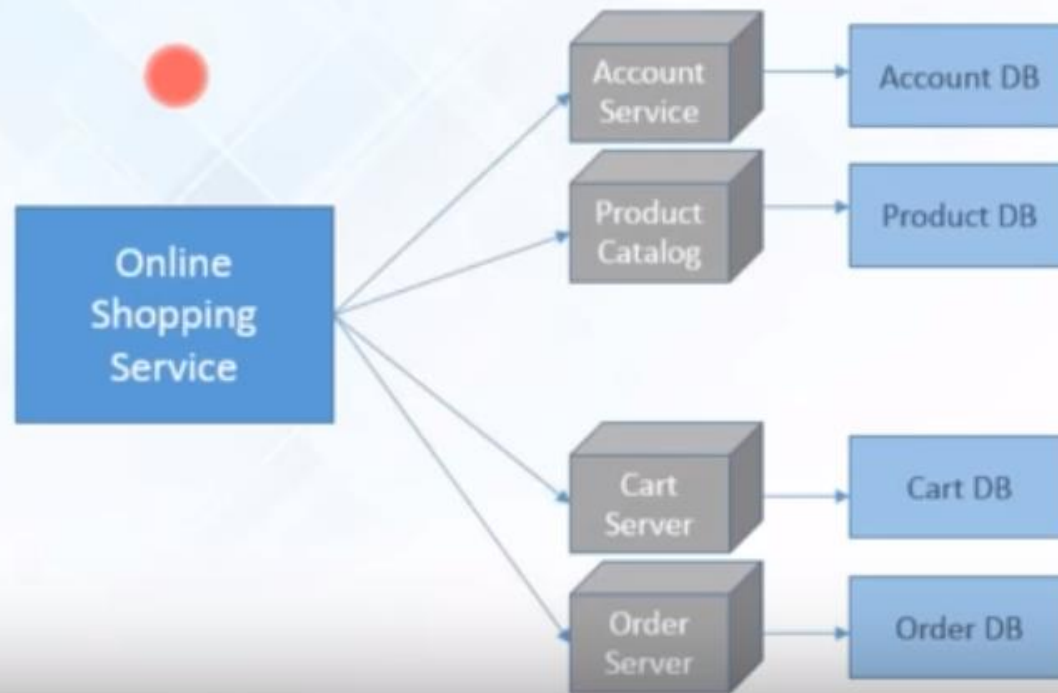 Online
Shopping
Service
Account
Service
Account DB
Product
Catalog
Product DB
Cart
Server
Cart DB
Order
Server
Order DB